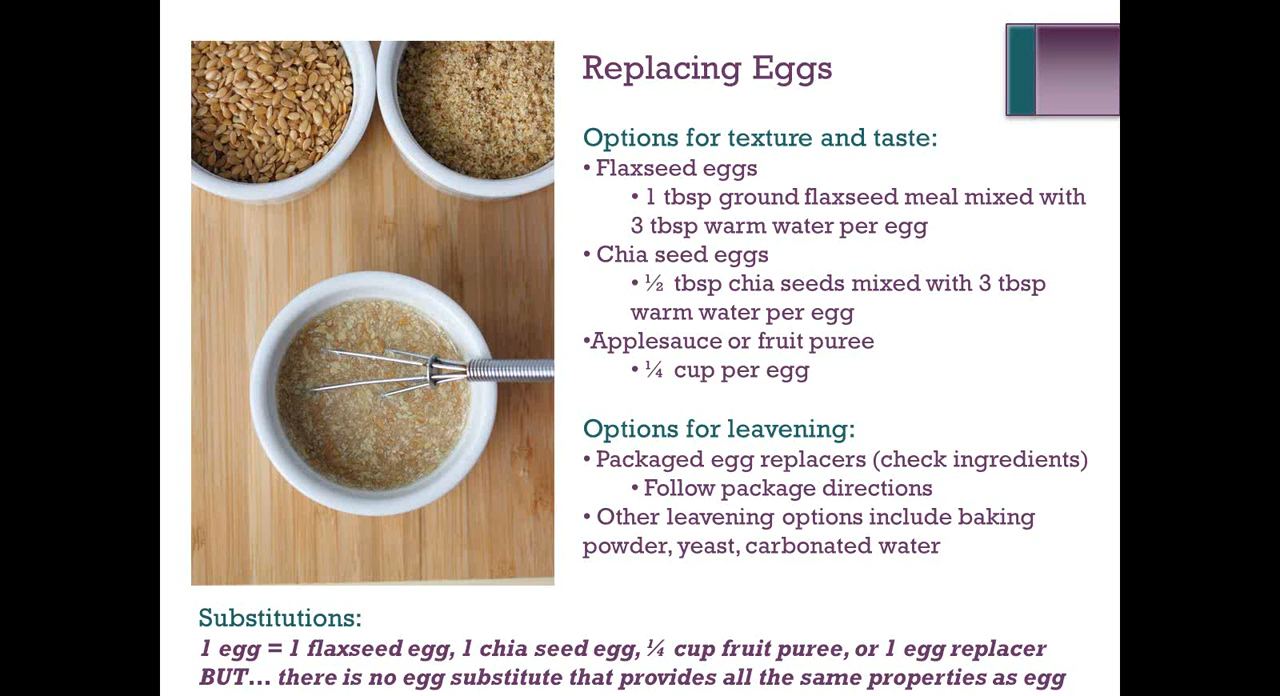 Replacing Eggs
Options for texture and taste:
• Flaxseed eggs
• 1 tbsp ground flaxseed meal mixed with
3 tbsp warm water per egg
• Chia seed eggs
• ½ tbsp chia seeds mixed with 3 tbsp
warm water per egg
•Applesauce or fruit puree
• ¼ cup per egg
Options for leavening:
• Packaged egg replacers (check ingredients)
• Follow package directions
• Other leavening options include baking
powder, yeast, carbonated water
Substitutions:
1 egg = 1 flaxseed egg, 1 chia seed egg, ¼ cup fruit puree, or 1 egg replacer
BUT... there is no egg substitute that provides all the same properties as egg